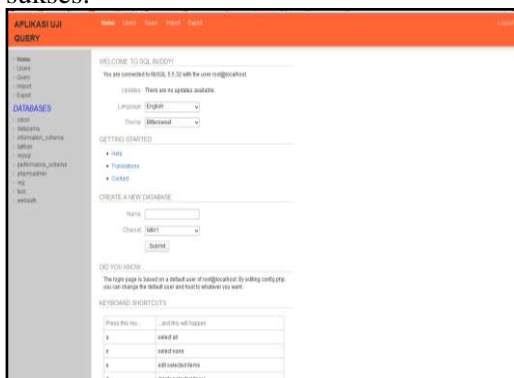 sukses.
APLIKASI UJI QUERY
Home Users Query Import Export
Home
Users
Query
Import
Export
DATABASES
information_schema
mysql
performance_schema
phpmyadmin
test
WELCOME TO SQL BUDDY!
You are connected to MySQL 5.5.32 with the user root@localhost.
Updates There are no updates available.
Language English
Theme Bittersweet
GETTING STARTED
Help
Translations
Contact
CREATE A NEW DATABASE
Name
Charset latin1
Submit
DID YOU KNOW...
The login page is based on a default user of root@localhost. By editing config.php,
you can change the default user and host to whatever you want.
KEYBOARD SHORTCUTS
Press this key... ...and this will happen
a select all
n select none
e edit selected items